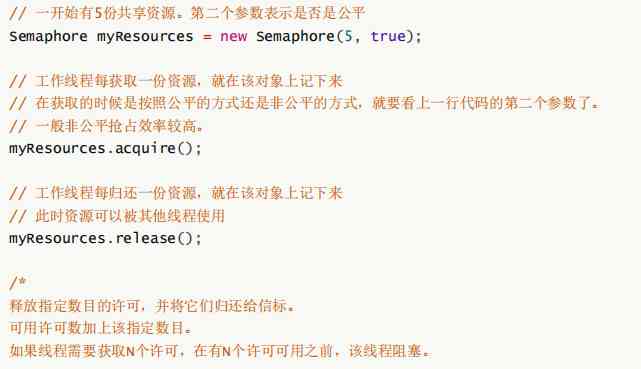 // 一开始有5份共享资源。第二个参数表示是否是公平
Semaphore myResources = new Semaphore(5, true);
// 工作线程每获取一份资源，就在该对象上记下来
// 在获取的时候是按照公平的方式还是非公平的方式，就要看上一行代码的第二个参数了。
// 一般非公平抢占效率较高。
myResources.acquire();
// 工作线程每归还一份资源，就在该对象上记下来
// 此时资源可以被其他线程使用
myResources.release();
/*
释放指定数目的许可，并将它们归还给信标。
可用许可数加上该指定数目。
如果线程需要获取N个许可，在有N个许可可用之前，该线程阻塞。